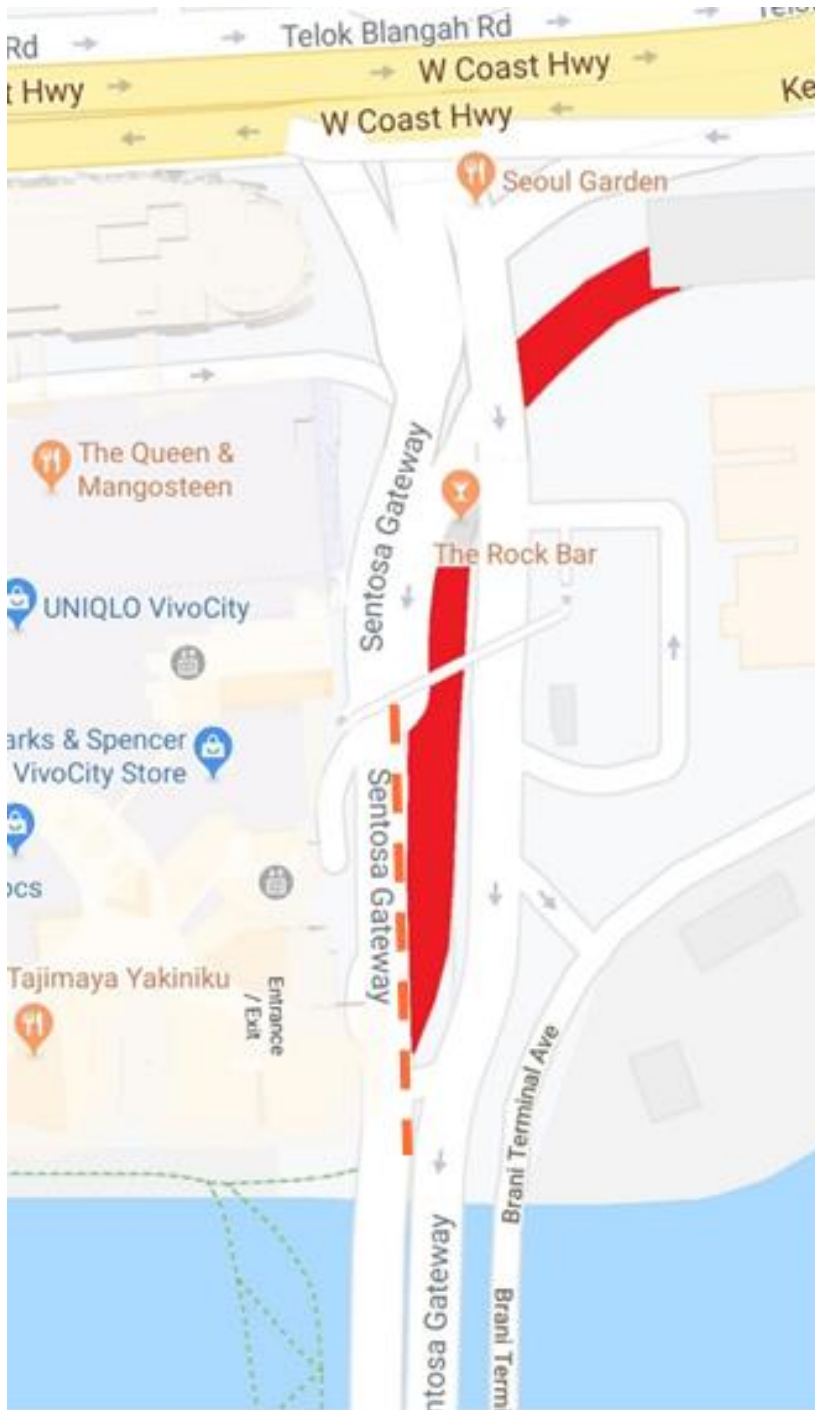 Rd
Telok Blangah Rd
t Hwy
W Coast Hwy
W Coast Hwy
Ke
Seoul Garden
The Queen &
Mangosteen
Sentosa Gateway
The Rock Bar
UNIQLO VivoCity
arks & Spencer
VivoCity Store
Sentosa Gateway
ocs
Tajimaya Yakiniku
Entrance
/ Exit
Brani Terminal Ave
ntosa Gateway
Brani Termi